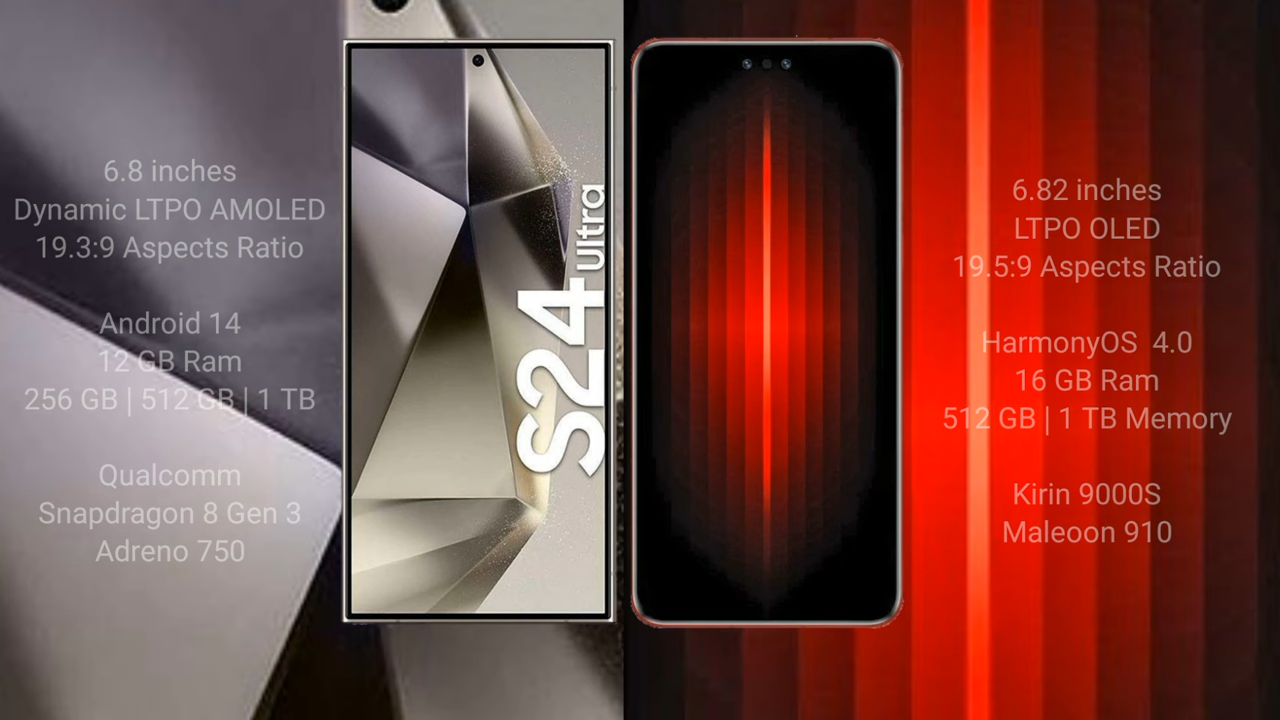 6.8 inches
Dynamic LTPO AMOLED
19.3:9 Aspects Ratio
Android 14
12 GB Ram
256 GB | 512 GB | 1 TB
Qualcomm
Snapdragon 8 Gen 3
Adreno 750
S24 ultra
6.82 inches
LTPO OLED
19.5:9 Aspects Ratio
HarmonyOS 4.0
16 GB Ram
512 GB | 1 TB Memory
Kirin 9000S
Maleoon 910